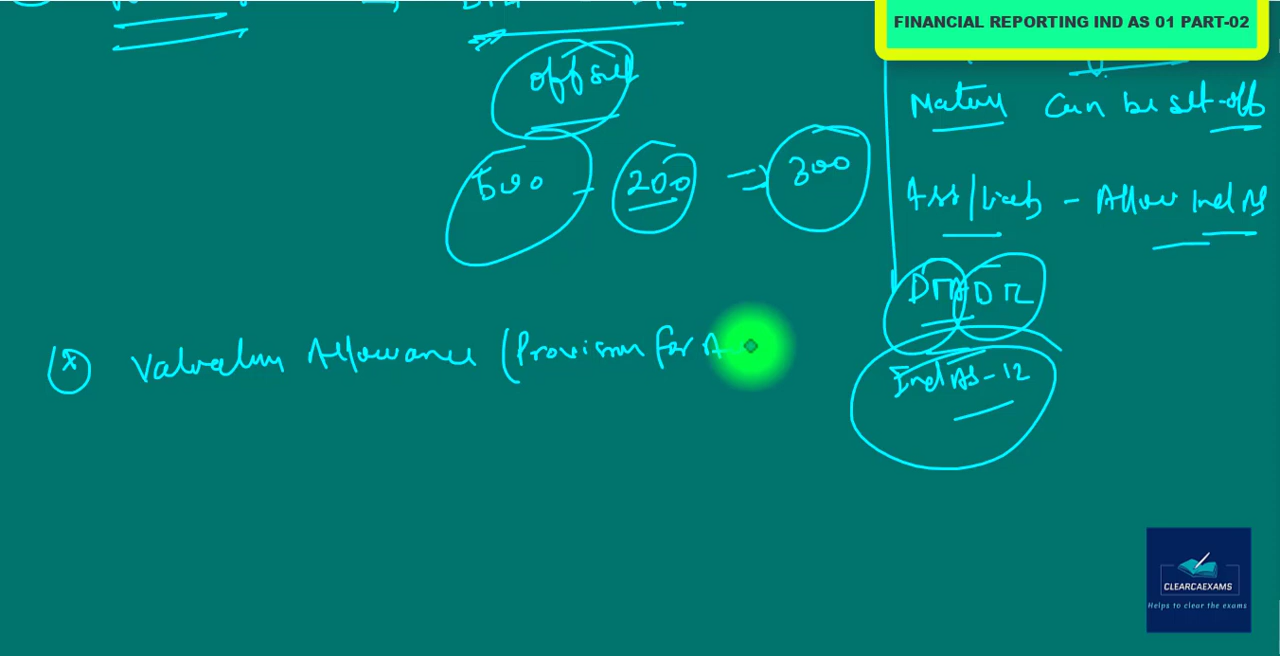 FINANCIAL REPORTING IND AS 01 PART-02
offset
Can be set-off
500 - 200 => 300
Ass/Liab - Allow Ind AS
DTA DTL
(*) Valuation Allowance (Provision for
Ind AS-12
CLEARCAEXAMS
Helps to clear the exams